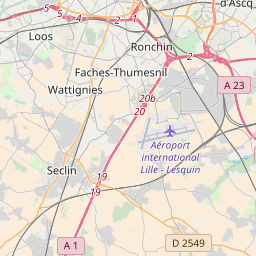 d'Ascq
5
5
4
2
1
Loos
Ronchin
2
Faches-Thumesnil
A 23
Wattignies
20b
20
Aéroport
international
Lille - Lesquin
Seclin
19
19
A 1
D 2549